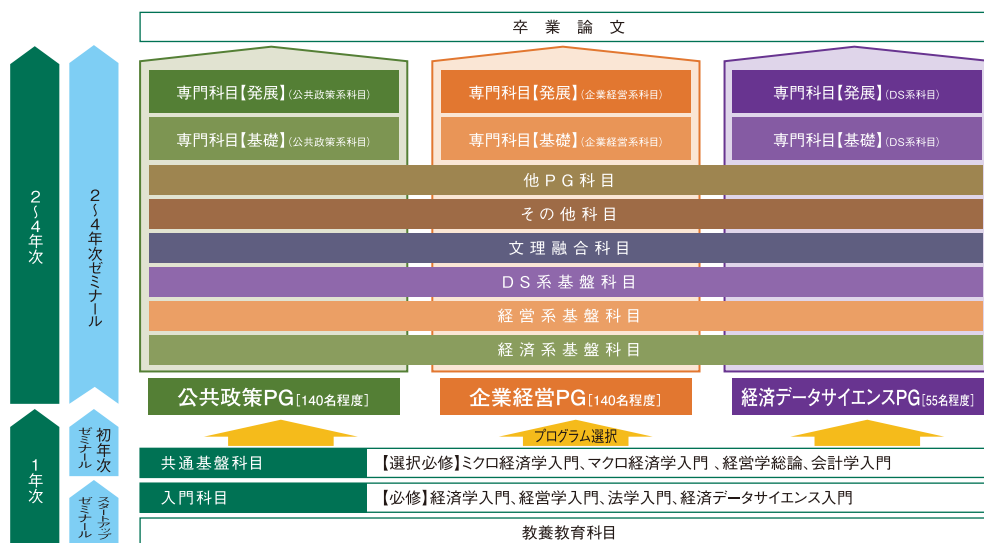 卒業論文
専門科目【発展】(公共政策系科目)
専門科目【発展】(企業経営系科目)
専門科目【発展】(DS系科目)
専門科目【基礎】(公共政策系科目)
専門科目【基礎】(企業経営系科目)
専門科目【基礎】(DS系科目)
他PG科目
その他科目
文理融合科目
DS系基盤科目
経営系基盤科目
経済系基盤科目
2~4年次
2~4年次ゼミナール
公共政策PG[140名程度]
企業経営PG[140名程度]
経済データサイエンスPG[55名程度]
プログラム選択
1年次
初年次
ゼミナール
共通基盤科目
【選択必修】ミクロ経済学入門、マクロ経済学入門 、経営学総論、会計学入門
スタートアップ
ゼミナール
入門科目
【必修】経済学入門、経営学入門、法学入門、経済データサイエンス入門
教養教育科目